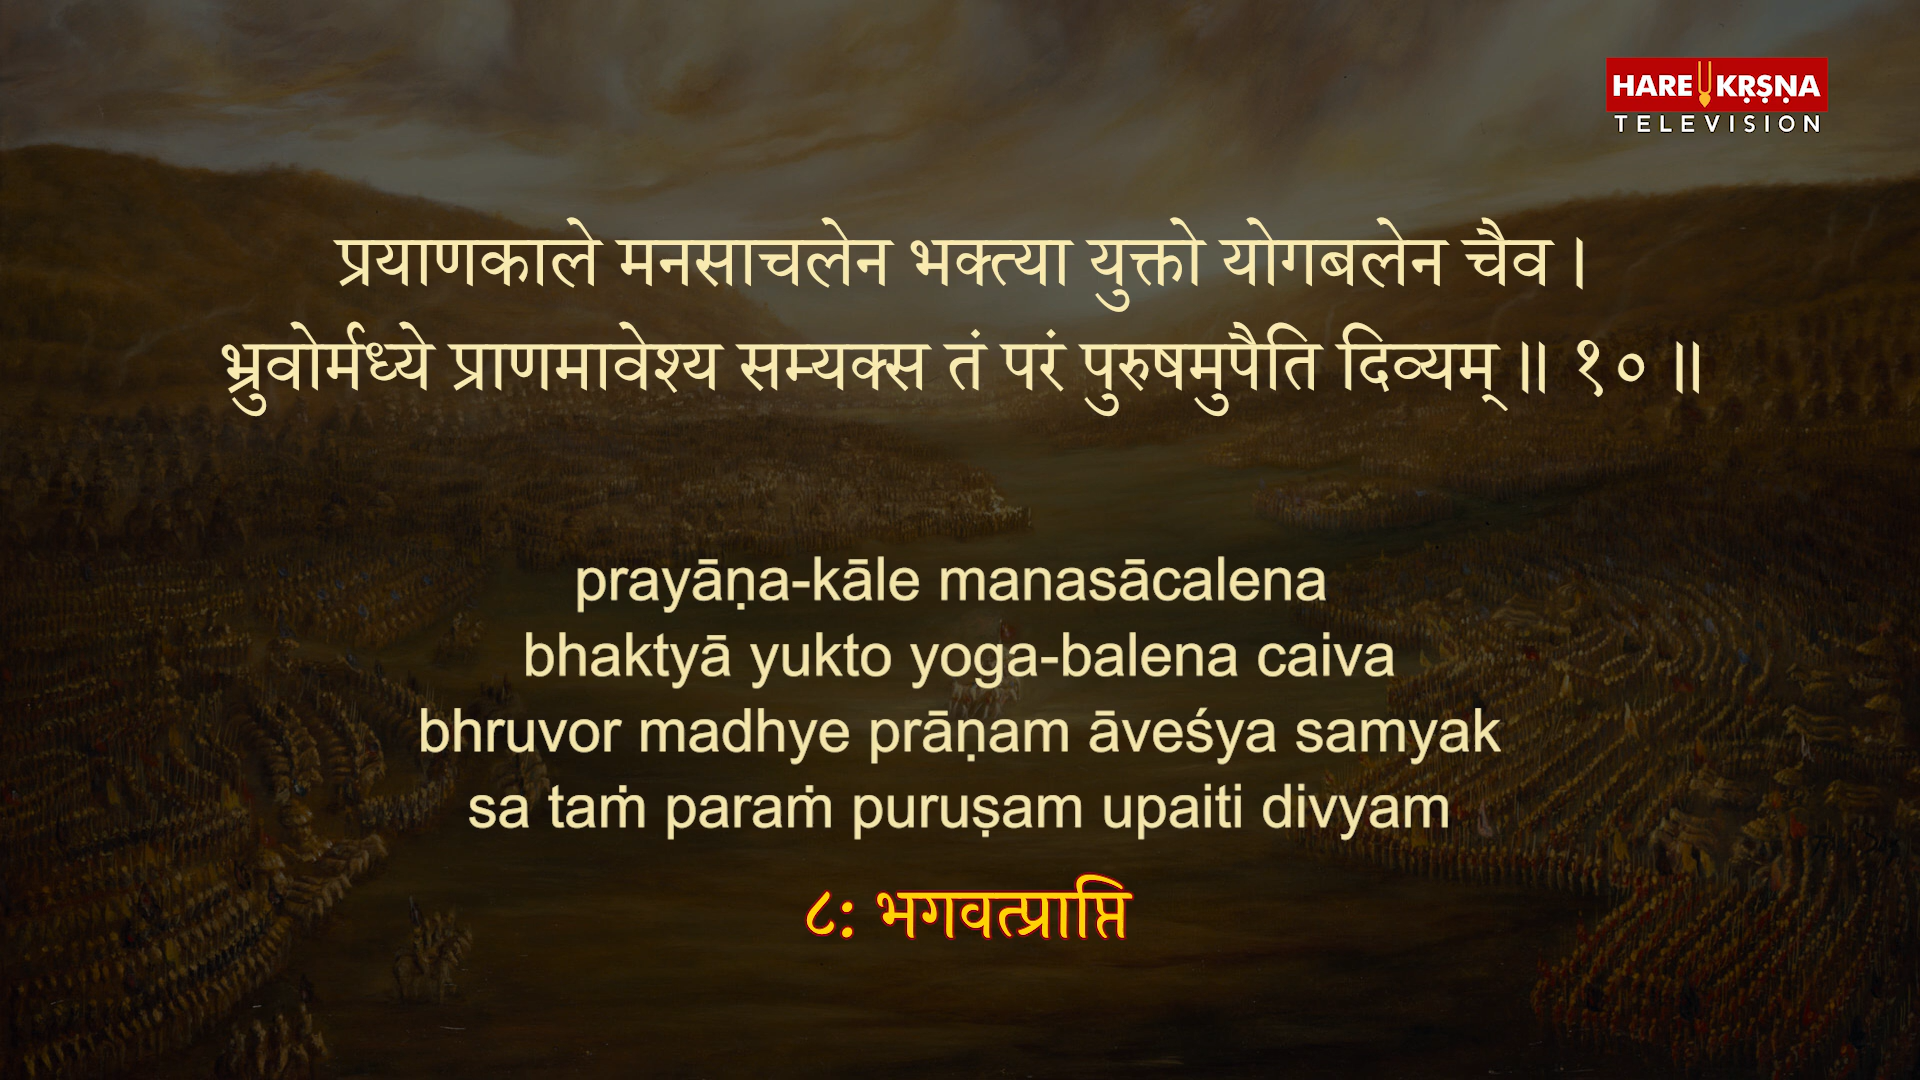 HARE KṚṢṆA
TELEVISION
प्रयाणकाले मनसाचलेन भक्त्या युक्तो योगबलेन चैव ।
भ्रुवोर्मध्ये प्राणमावेश्य सम्यक्स तं परं पुरुषमुपैति दिव्यम् ॥ १० ॥
prayāṇa-kāle manasācalena
bhaktyā yukto yoga-balena caiva
bhruvor madhye prāṇam āveśya samyak
sa taṁ paraṁ puruṣam upaiti divyam
८: भगवत्प्राप्ति